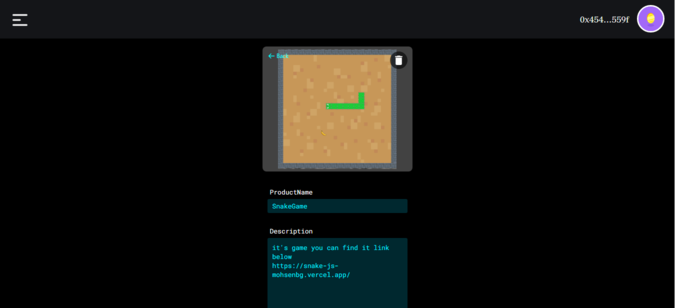 0x454...559f
← Back
ProductName
SnakeGame
Description
it's game you can find it link
below
https://snake-js-
mohsenbg.vercel.app/